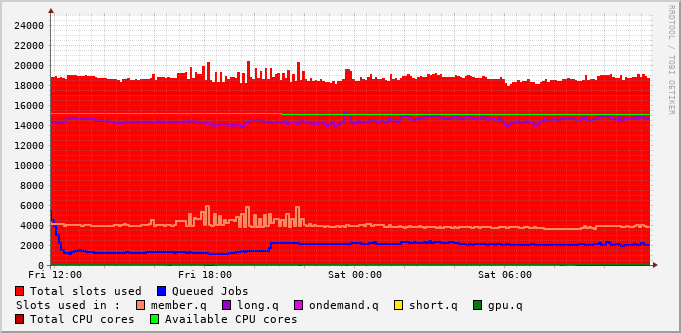 RRDTOOL / TOBI OETIKER
24000
22000
20000
18000
16000
14000
12000
10000
8000
6000
4000
2000
0
Fri 12:00 Fri 18:00 Sat 00:00 Sat 06:00
Total slots used Queued Jobs
Slots used in : member.q long.q ondemand.q short.q gpu.q
Total CPU cores Available CPU cores